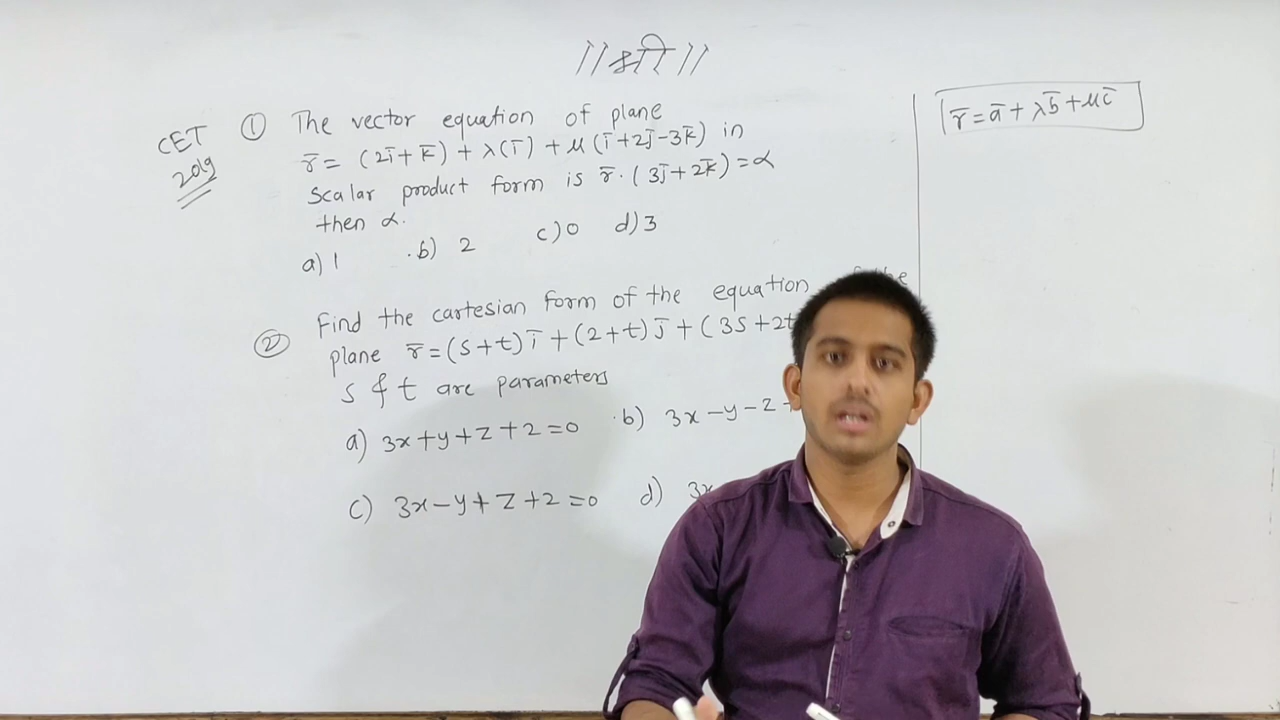 ||श्री||
CET
2019
① The vector equation of plane
r̄ = (2ī + k̄) + λ(ī) + μ(ī+2j̄-3k̄) in
Scalar product form is r̄·(3j̄+2k̄)=α
then α.
a) 1 b) 2 c) 0 d) 3
② Find the cartesian form of the equation
plane r̄=(s+t)ī+(2+t)j̄+(3s+2t
s & t are parameters
a) 3x+y+z+2=0 b) 3x-y-z
c) 3x-y+z+2=0 d) 3x
r̄=ā+λb̄+μc̄